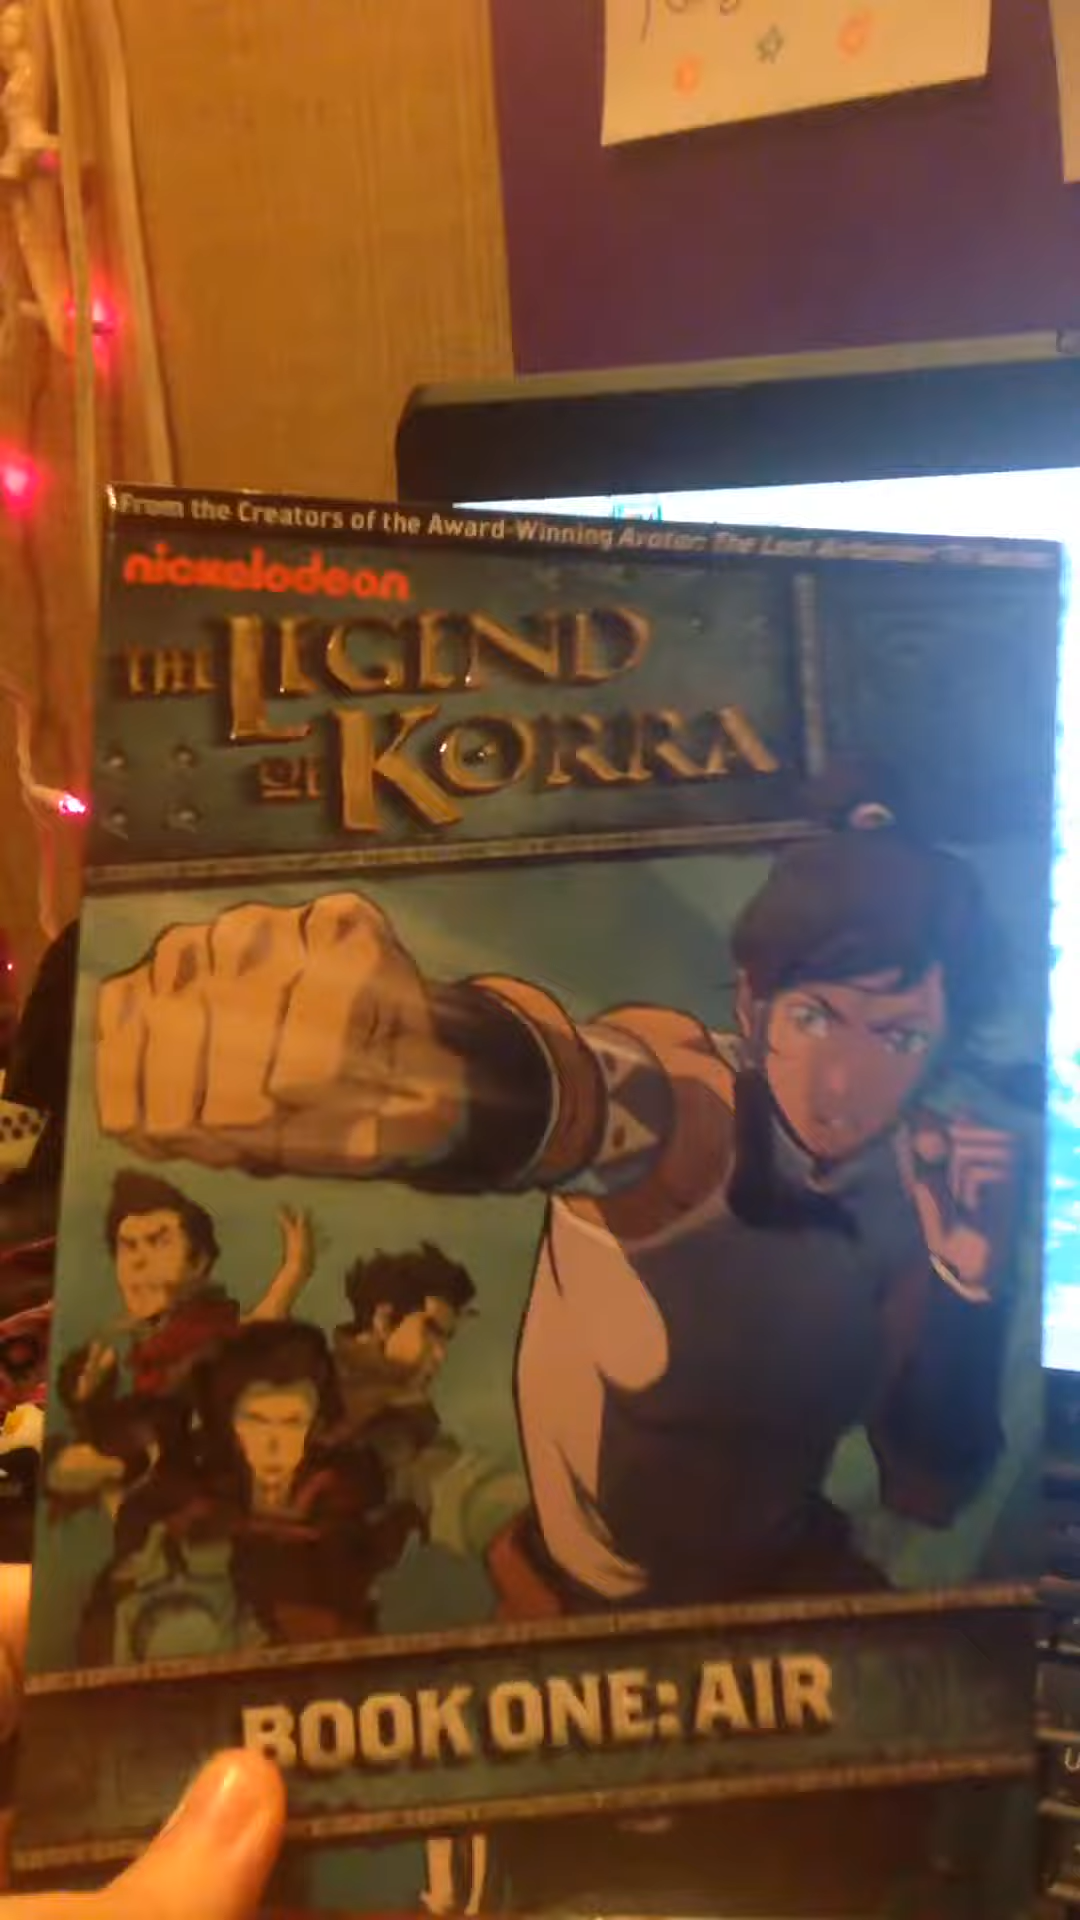 From the Creators of the Award-Winning Avatar: The Last Airbender
nickelodeon
THE LEGEND
OF KORRA
BOOK ONE: AIR